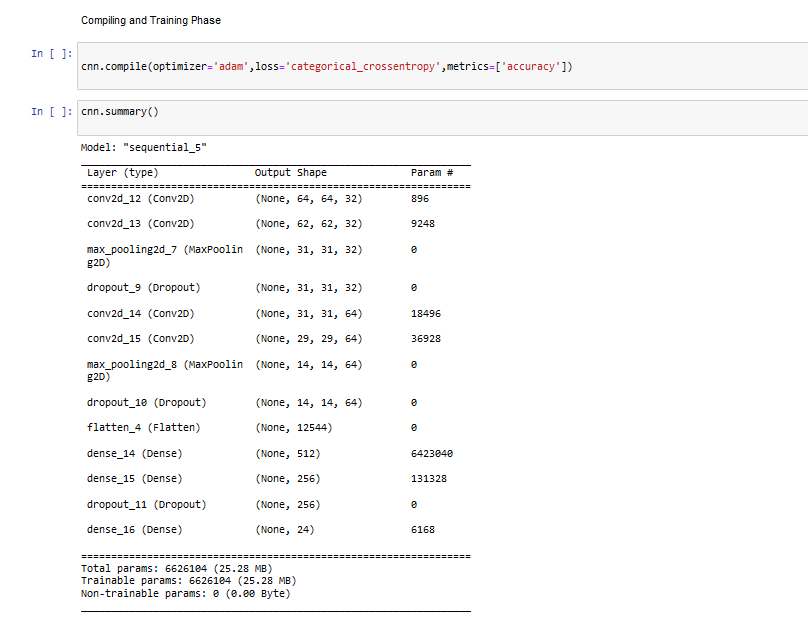 Compiling and Training Phase
In [ ]: cnn.compile(optimizer='adam',loss='categorical_crossentropy',metrics=['accuracy'])
In [ ]: cnn.summary()
Model: "sequential_5"
Layer (type) Output Shape Param #
conv2d_12 (Conv2D) (None, 64, 64, 32) 896
conv2d_13 (Conv2D) (None, 62, 62, 32) 9248
max_pooling2d_7 (MaxPoolin (None, 31, 31, 32) 0
g2D)
dropout_9 (Dropout) (None, 31, 31, 32) 0
conv2d_14 (Conv2D) (None, 31, 31, 64) 18496
conv2d_15 (Conv2D) (None, 29, 29, 64) 36928
max_pooling2d_8 (MaxPoolin (None, 14, 14, 64) 0
g2D)
dropout_10 (Dropout) (None, 14, 14, 64) 0
flatten_4 (Flatten) (None, 12544) 0
dense_14 (Dense) (None, 512) 6423040
dense_15 (Dense) (None, 256) 131328
dropout_11 (Dropout) (None, 256) 0
dense_16 (Dense) (None, 24) 6168
=================================================================
Total params: 6626104 (25.28 MB)
Trainable params: 6626104 (25.28 MB)
Non-trainable params: 0 (0.00 Byte)